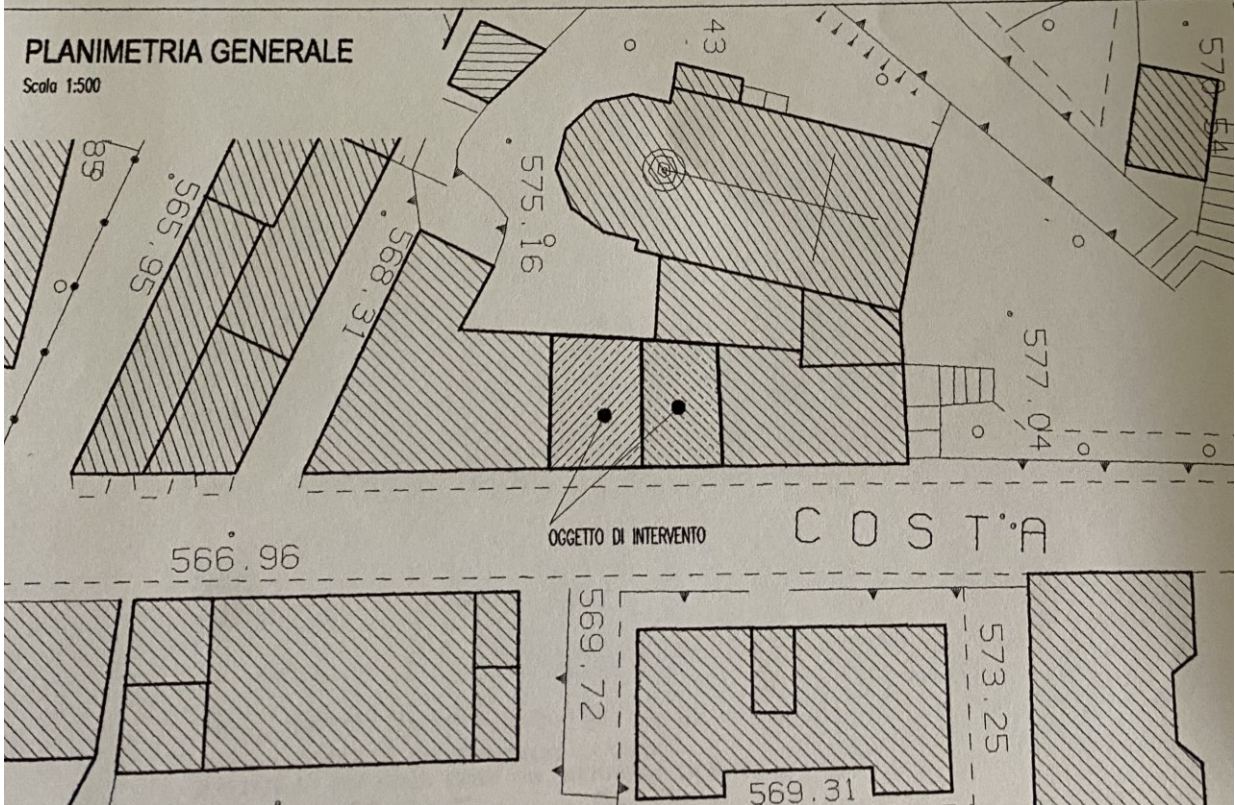 PLANIMETRIA GENERALE
Scala 1:500
43
85
565.95
568.31
575.16
577.04
OGGETTO DI INTERVENTO
COSTA
566.96
569.72
573.25
569.31